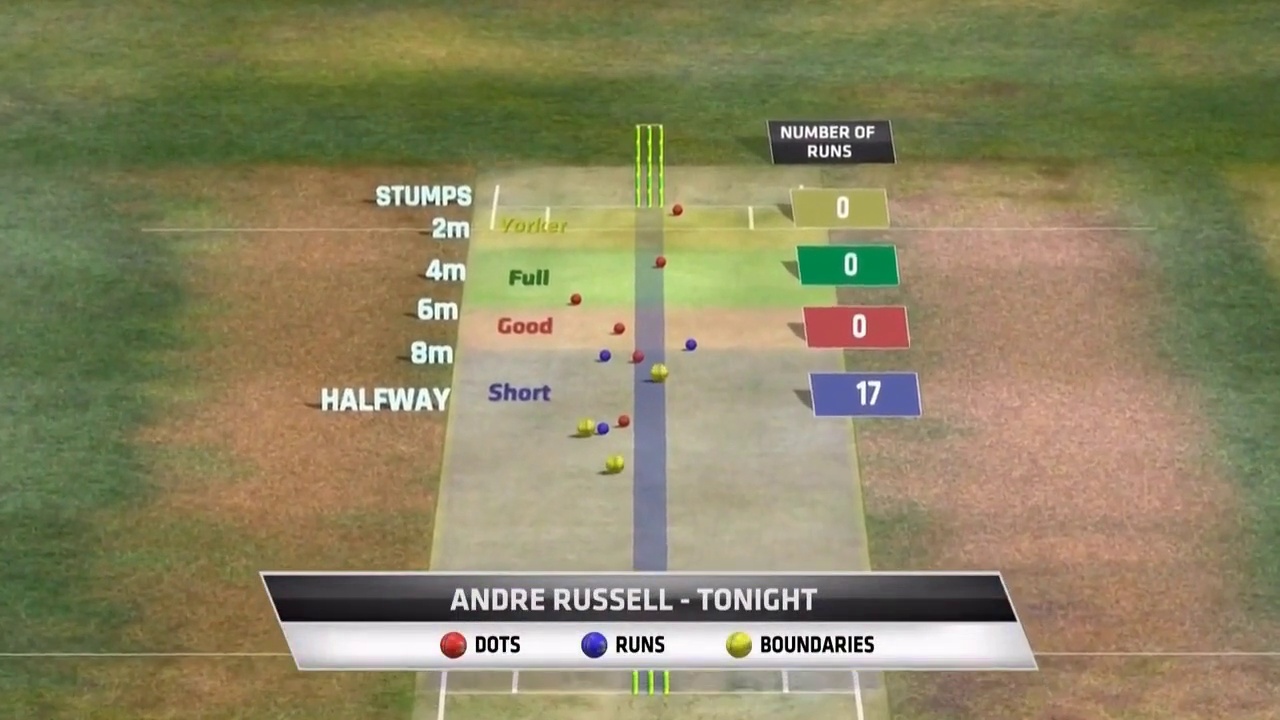 NUMBER OF
RUNS
STUMPS
0
2m
Yorker
4m
Full
0
6m
Good
0
8m
Short
17
HALFWAY
ANDRE RUSSELL - TONIGHT
DOTS
RUNS
BOUNDARIES